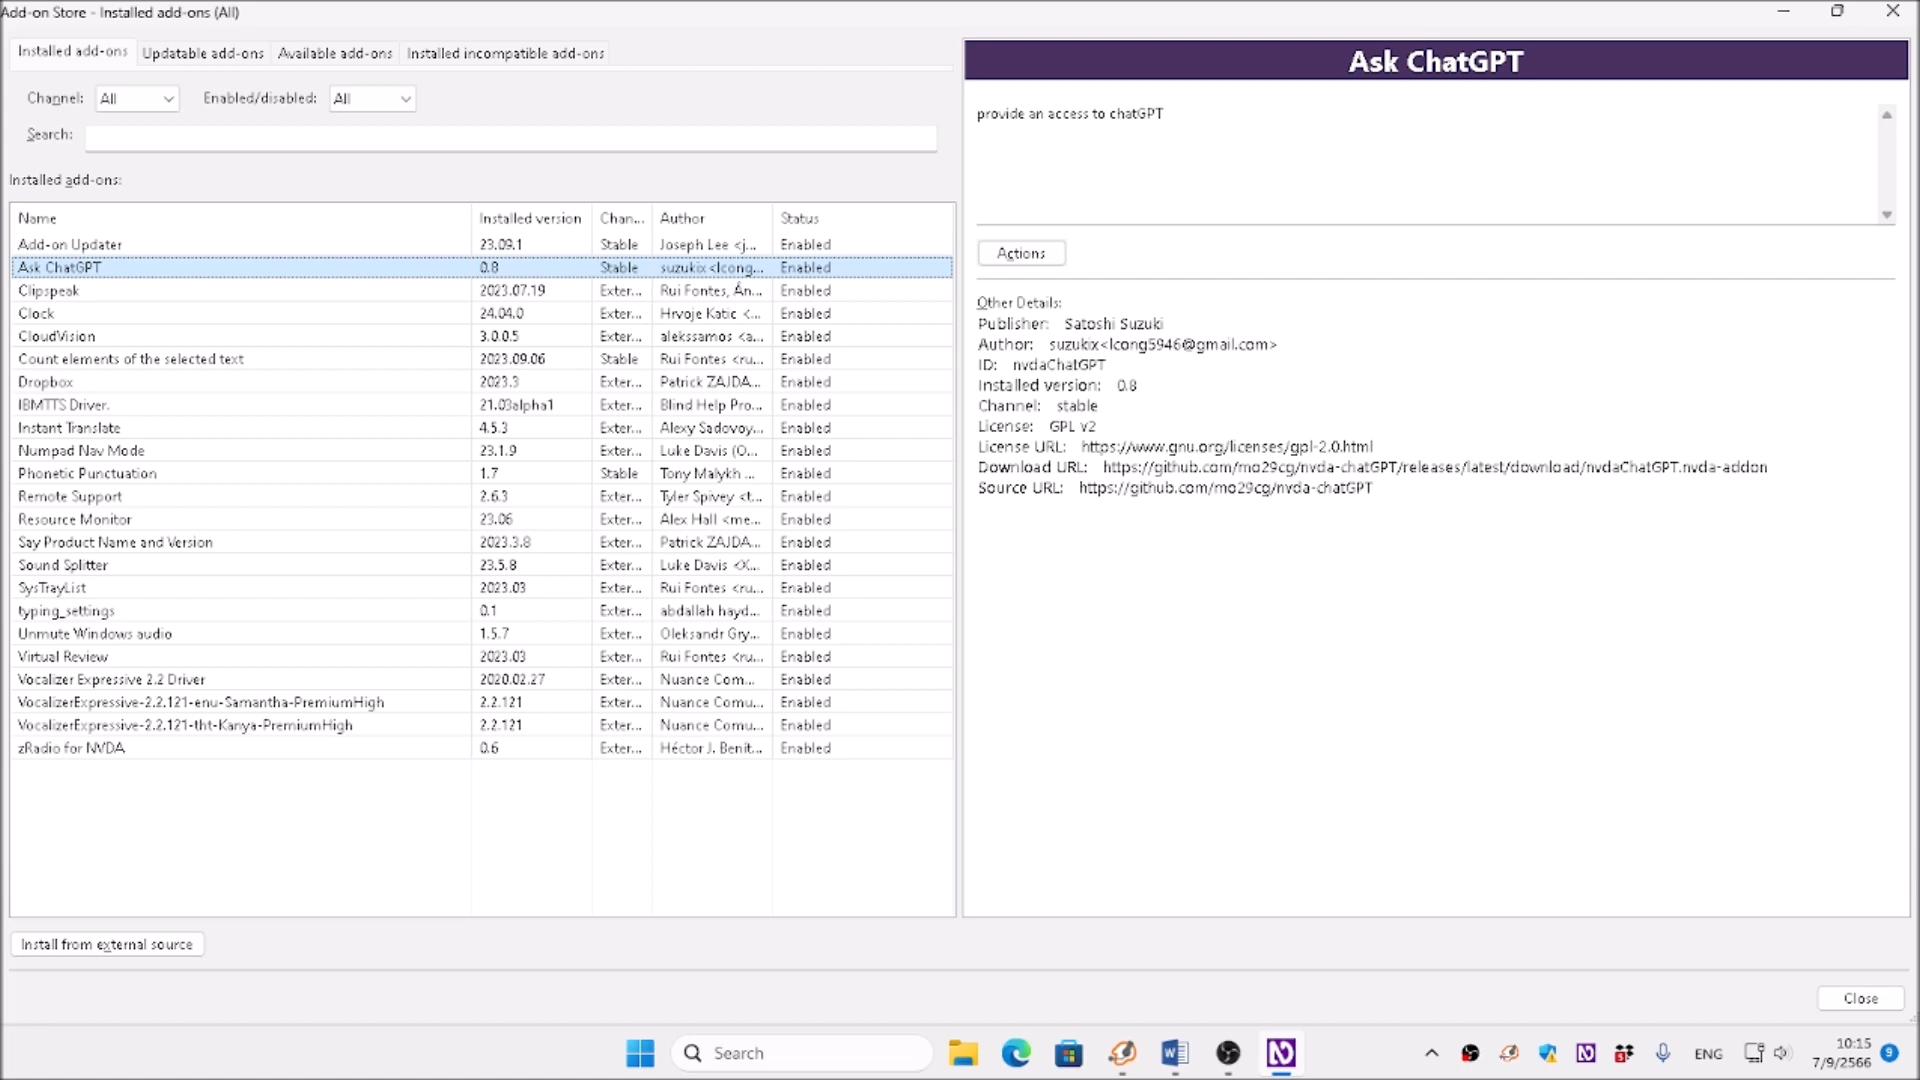 Add-on Store - Installed add-ons (All)
Installed add-ons Updatable add-ons Available add-ons Installed incompatible add-ons
Channel: All Enabled/disabled: All
Search:
Installed add-ons:
Name Installed version Chan... Author Status
Add-on Updater 23.09.1 Stable Joseph Lee <j... Enabled
Ask ChatGPT 0.8 Stable suzukix <lcong... Enabled
Clipspeak 2023.07.19 Exter... Rui Fontes, Ân... Enabled
Clock 24.04.0 Exter... Hrvoje Katic <... Enabled
CloudVision 3.0.0.5 Exter... alekssamos <a... Enabled
Count elements of the selected text 2023.09.06 Stable Rui Fontes <ru... Enabled
Dropbox 2023.3 Exter... Patrick ZAJDA... Enabled
IBMTTS Driver. 21.03alpha1 Exter... Blind Help Pro... Enabled
Instant Translate 4.5.3 Exter... Alexy Sadovoy... Enabled
Numpad Nav Mode 23.1.9 Exter... Luke Davis (O... Enabled
Phonetic Punctuation 1.7 Stable Tony Malykh ... Enabled
Remote Support 2.6.3 Exter... Tyler Spivey <t... Enabled
Resource Monitor 23.06 Exter... Alex Hall <me... Enabled
Say Product Name and Version 2023.3.8 Exter... Patrick ZAJDA... Enabled
Sound Splitter 23.5.8 Exter... Luke Davis <X... Enabled
SysTrayList 2023.03 Exter... Rui Fontes <ru... Enabled
typing_settings 0.1 Exter... abdallah hayd... Enabled
Unmute Windows audio 1.5.7 Exter... Oleksandr Gry... Enabled
Virtual Review 2023.03 Exter... Rui Fontes <ru... Enabled
Vocalizer Expressive 2.2 Driver 2020.02.27 Exter... Nuance Com... Enabled
VocalizerExpressive-2.2.121-enu-Samantha-PremiumHigh 2.2.121 Exter... Nuance Comu... Enabled
VocalizerExpressive-2.2.121-tht-Kanya-PremiumHigh 2.2.121 Exter... Nuance Comu... Enabled
zRadio for NVDA 0.6 Exter... Héctor J. Benit... Enabled
Install from external source
Ask ChatGPT
provide an access to chatGPT
Actions
Other Details:
Publisher: Satoshi Suzuki
Author: suzukix<lcong5946@gmail.com>
ID: nvdaChatGPT
Installed version: 0.8
Channel: stable
License: GPL v2
License URL: https://www.gnu.org/licenses/gpl-2.0.html
Download URL: https://github.com/mo29cg/nvda-chatGPT/releases/latest/download/nvdaChatGPT.nvda-addon
Source URL: https://github.com/mo29cg/nvda-chatGPT
Close
Search
ENG
10:15
7/9/2566
9